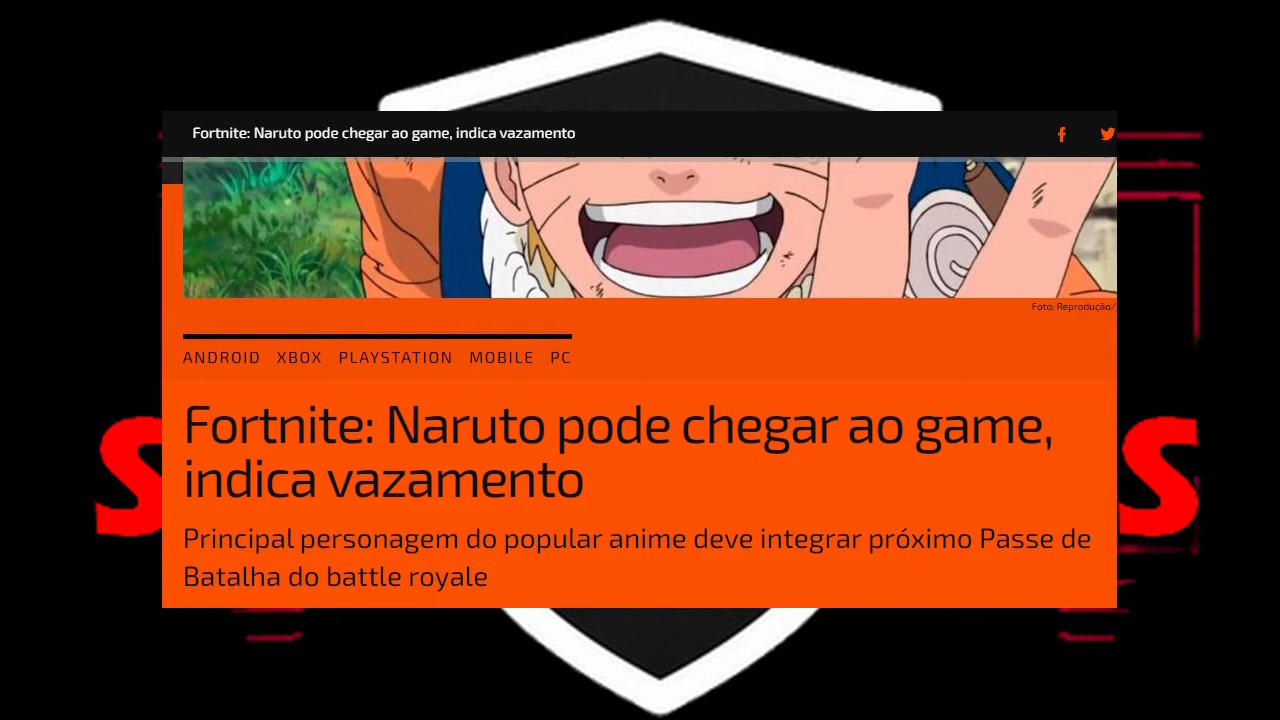 Fortnite: Naruto pode chegar ao game, indica vazamento
Foto: Reprodução/
ANDROID XBOX PLAYSTATION MOBILE PC
Fortnite: Naruto pode chegar ao game,
indica vazamento
Principal personagem do popular anime deve integrar próximo Passe de
Batalha do battle royale
S S